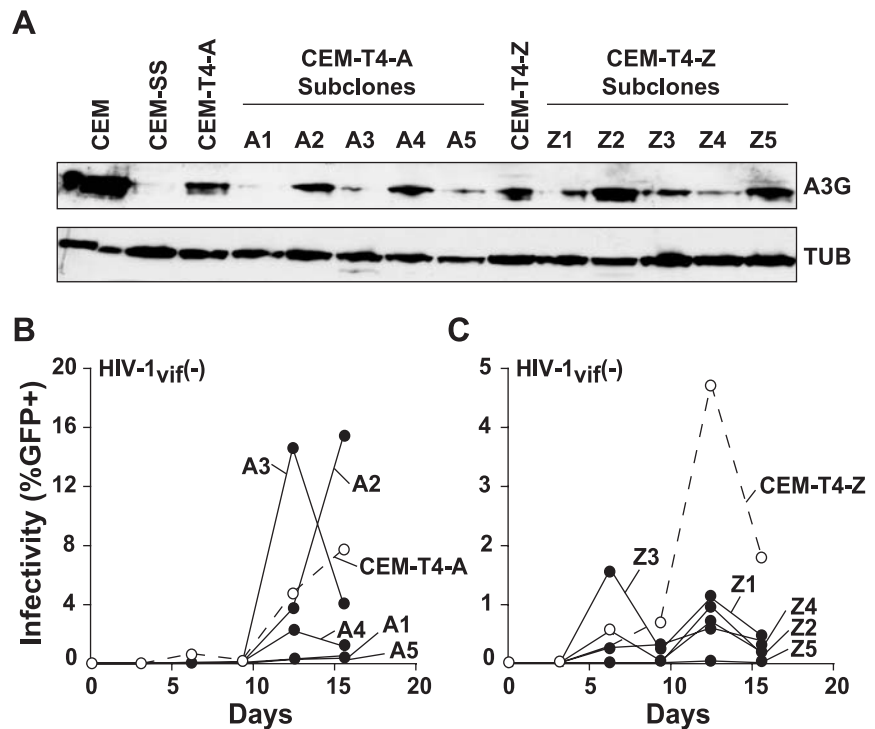 A
CEM
CEM-SS
CEM-T4-A
CEM-T4-A
Subclones
A1 A2 A3 A4 A5
CEM-T4-Z
CEM-T4-Z
Subclones
Z1 Z2 Z3 Z4 Z5
A3G
TUB
B
HIV-1vif(-)
Infectivity (%GFP+)
20
16
12
8
4
0
A3
A2
CEM-T4-A
A4
A1
A5
0 5 10 15 20
Days
C
HIV-1vif(-)
5
4
3
2
1
0
CEM-T4-Z
Z3
Z1
Z4
Z2
Z5
0 5 10 15 20
Days